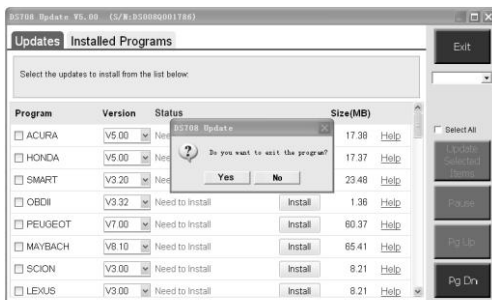 DS708 Update V5.00 (S/N:DS008Q001786)
Updates Installed Programs
Exit
Select the updates to install from the list below:
Program Version Status Size(MB)
Select All
ACURA V5.00 Nee 17.38 Help
HONDA V5.00 Nee 17.37 Help
SMART V3.20 Nee 23.48 Help
OBDII V3.32 Need to Install Install 1.36 Help
PEUGEOT V7.00 Need to Install Install 60.37 Help
MAYBACH V8.10 Need to Install Install 65.41 Help
SCION V3.00 Need to Install Install 8.21 Help
LEXUS V3.00 Need to Install Install 8.21 Help
DS708 Update
Do you want to exit the program?
Yes No
Update
Selected
Items
Pause
Pg Up
Pg Dn